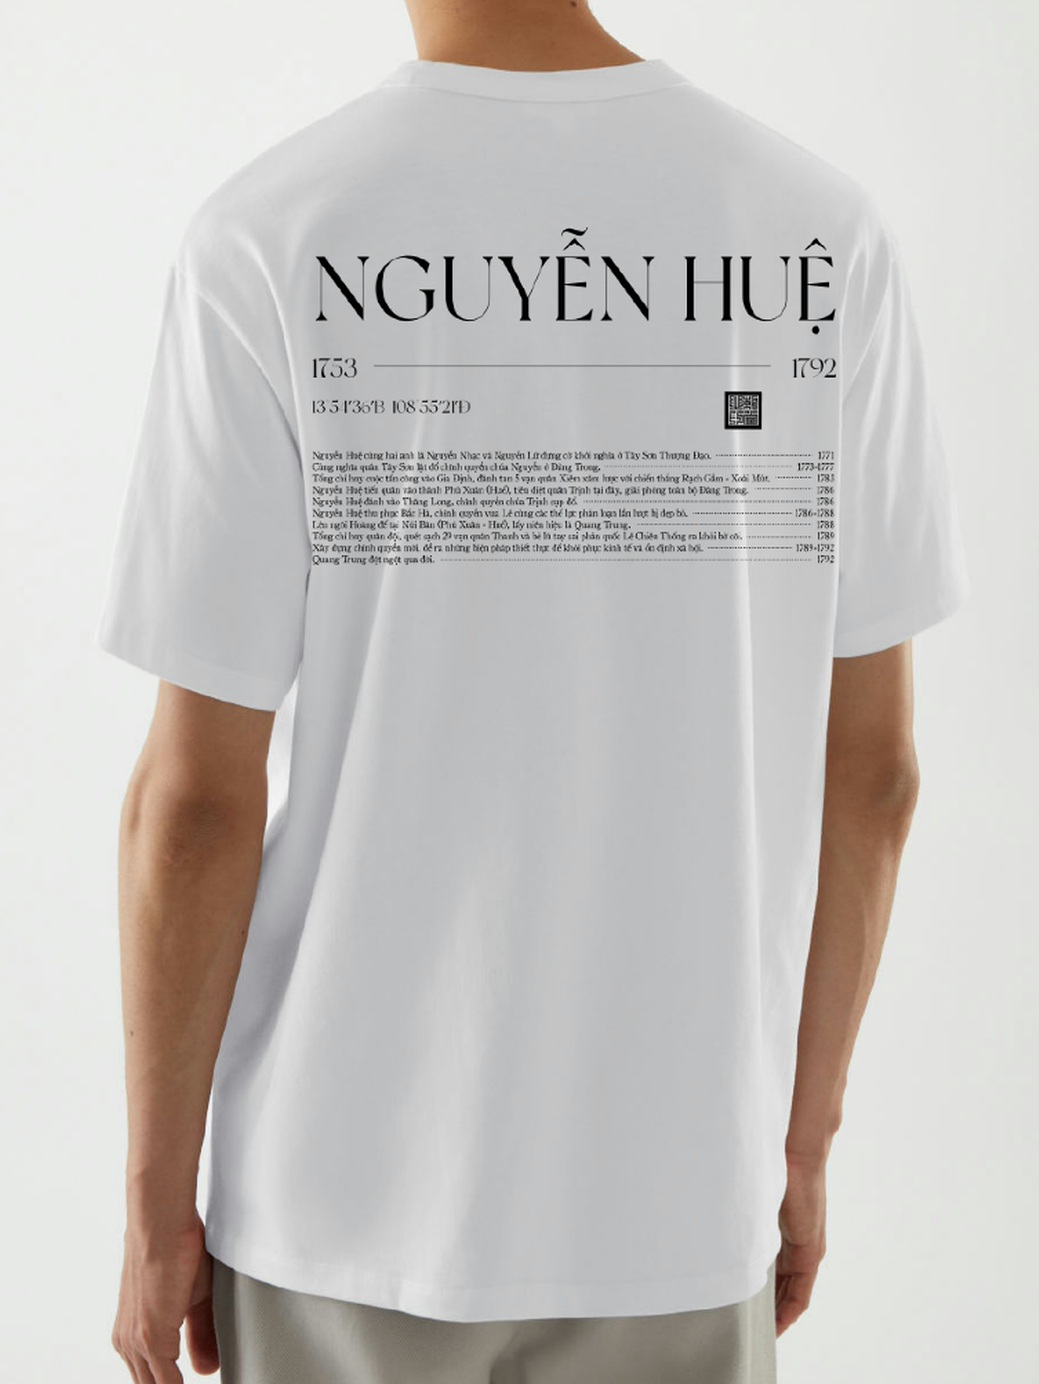 NGUYỄN HUỆ
1753 1792
13°54'36"B 108°55'21"Đ
Nguyễn Huệ cùng hai anh là Nguyễn Nhạc và Nguyễn Lữ dựng cờ khởi nghĩa ở Tây Sơn Thượng Đạo. 1771
Cùng nghĩa quân Tây Sơn lật đổ chính quyền chúa Nguyễn ở Đàng Trong. 1773-1777
Tổng chỉ huy cuộc tấn công vào Gia Định, đánh tan 5 vạn quân Xiêm xâm lược với chiến thắng Rạch Gầm - Xoài Mút. 1785
Nguyễn Huệ tiến quân vào thành Phú Xuân (Huế), tiêu diệt quân Trịnh tại đây, giải phóng toàn bộ Đàng Trong. 1786
Nguyễn Huệ đánh vào Thăng Long, chính quyền chúa Trịnh sụp đổ. 1786
Nguyễn Huệ thu phục Bắc Hà, chính quyền vua Lê cùng các thế lực phản loạn lần lượt bị dẹp bỏ. 1786-1788
Lên ngôi Hoàng đế tại Núi Bân (Phú Xuân - Huế), lấy niên hiệu là Quang Trung. 1788
Tổng chỉ huy quân đội, quét sạch 29 vạn quân Thanh và bè lũ tay sai phản quốc Lê Chiêu Thống ra khỏi bờ cõi. 1789
Xây dựng chính quyền mới, đề ra những biện pháp thiết thực để khôi phục kinh tế và ổn định xã hội. 1789-1792
Quang Trung đột ngột qua đời. 1792